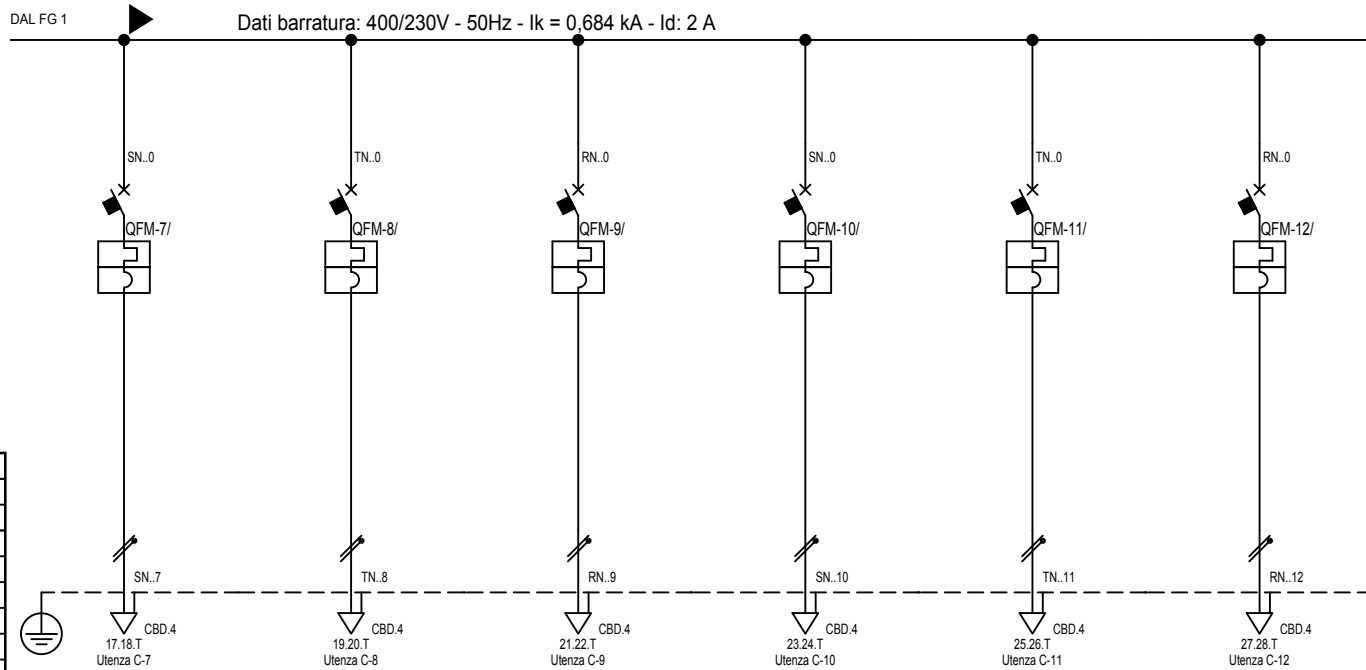 DAL FG 1
Dati barratura: 400/230V - 50Hz - Ik = 0,684 kA - Id: 2 A
SN..0 TN..0 RN..0 SN..0 TN..0 RN..0
QFM-7/ QFM-8/ QFM-9/ QFM-10/ QFM-11/ QFM-12/
SN..7 TN..8 RN..9 SN..10 TN..11 RN..12
CBD.4 CBD.4 CBD.4 CBD.4 CBD.4 CBD.4
17.18.T 19.20.T 21.22.T 23.24.T 25.26.T 27.28.T
Utenza C-7 Utenza C-8 Utenza C-9 Utenza C-10 Utenza C-11 Utenza C-12